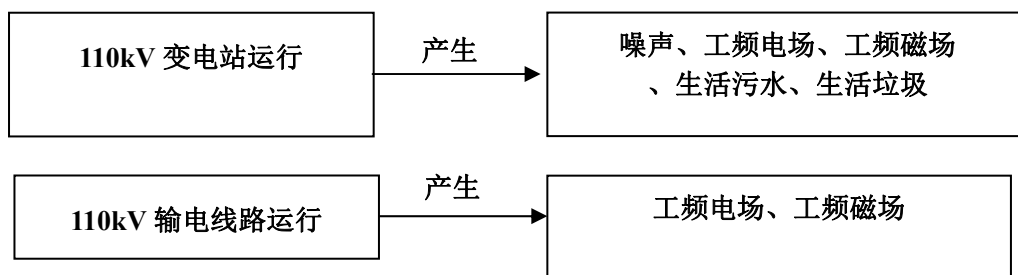 110kV 变电站运行
产生
噪声、工频电场、工频磁场
、生活污水、生活垃圾
110kV 输电线路运行
产生
工频电场、工频磁场